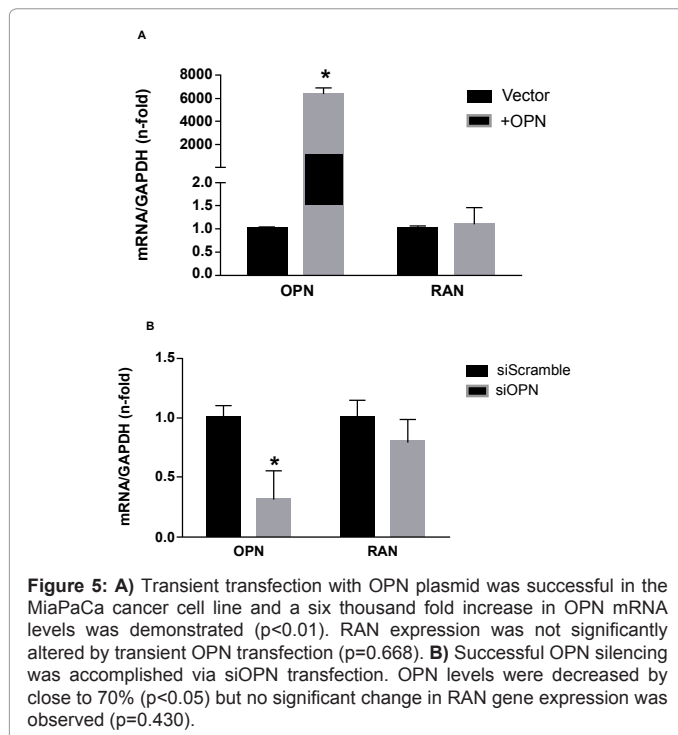 A
mRNA/GAPDH (n-fold)
8000
6000
4000
2000
2.0
1.5
1.0
0.5
0.0
*
Vector
+OPN
OPN RAN
B
mRNA/GAPDH (n-fold)
1.5
1.0
0.5
0.0
*
siScramble
siOPN
OPN RAN
Figure 5: A) Transient transfection with OPN plasmid was successful in the
MiaPaCa cancer cell line and a six thousand fold increase in OPN mRNA
levels was demonstrated (p<0.01). RAN expression was not significantly
altered by transient OPN transfection (p=0.668). B) Successful OPN silencing
was accomplished via siOPN transfection. OPN levels were decreased by
close to 70% (p<0.05) but no significant change in RAN gene expression was
observed (p=0.430).